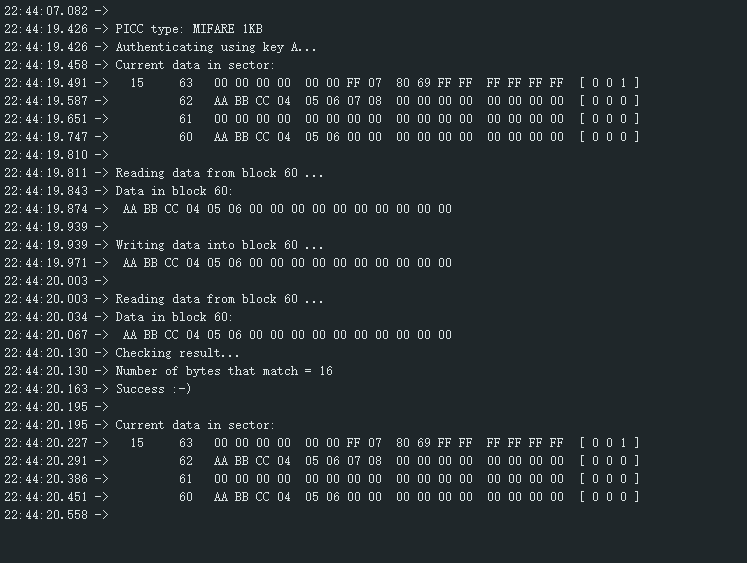 22:44:07.082 ->
22:44:19.426 -> PICC type: MIFARE 1KB
22:44:19.426 -> Authenticating using key A...
22:44:19.458 -> Current data in sector:
22:44:19.491 ->   15     63   00 00 00 00  00 00 FF 07  80 69 FF FF  FF FF FF FF  [ 0 0 1 ]
22:44:19.587 ->          62   AA BB CC 04  05 06 07 08  00 00 00 00  00 00 00 00  [ 0 0 0 ]
22:44:19.651 ->          61   00 00 00 00  00 00 00 00  00 00 00 00  00 00 00 00  [ 0 0 0 ]
22:44:19.747 ->          60   AA BB CC 04  05 06 00 00  00 00 00 00  00 00 00 00  [ 0 0 0 ]
22:44:19.810 ->
22:44:19.811 -> Reading data from block 60 ...
22:44:19.843 -> Data in block 60:
22:44:19.874 ->  AA BB CC 04 05 06 00 00 00 00 00 00 00 00 00 00
22:44:19.939 ->
22:44:19.939 -> Writing data into block 60 ...
22:44:19.971 ->  AA BB CC 04 05 06 00 00 00 00 00 00 00 00 00 00
22:44:20.003 ->
22:44:20.003 -> Reading data from block 60 ...
22:44:20.034 -> Data in block 60:
22:44:20.067 ->  AA BB CC 04 05 06 00 00 00 00 00 00 00 00 00 00
22:44:20.130 -> Checking result...
22:44:20.130 -> Number of bytes that match = 16
22:44:20.163 -> Success :-)
22:44:20.195 ->
22:44:20.195 -> Current data in sector:
22:44:20.227 ->   15     63   00 00 00 00  00 00 FF 07  80 69 FF FF  FF FF FF FF  [ 0 0 1 ]
22:44:20.291 ->          62   AA BB CC 04  05 06 07 08  00 00 00 00  00 00 00 00  [ 0 0 0 ]
22:44:20.386 ->          61   00 00 00 00  00 00 00 00  00 00 00 00  00 00 00 00  [ 0 0 0 ]
22:44:20.451 ->          60   AA BB CC 04  05 06 00 00  00 00 00 00  00 00 00 00  [ 0 0 0 ]
22:44:20.558 ->